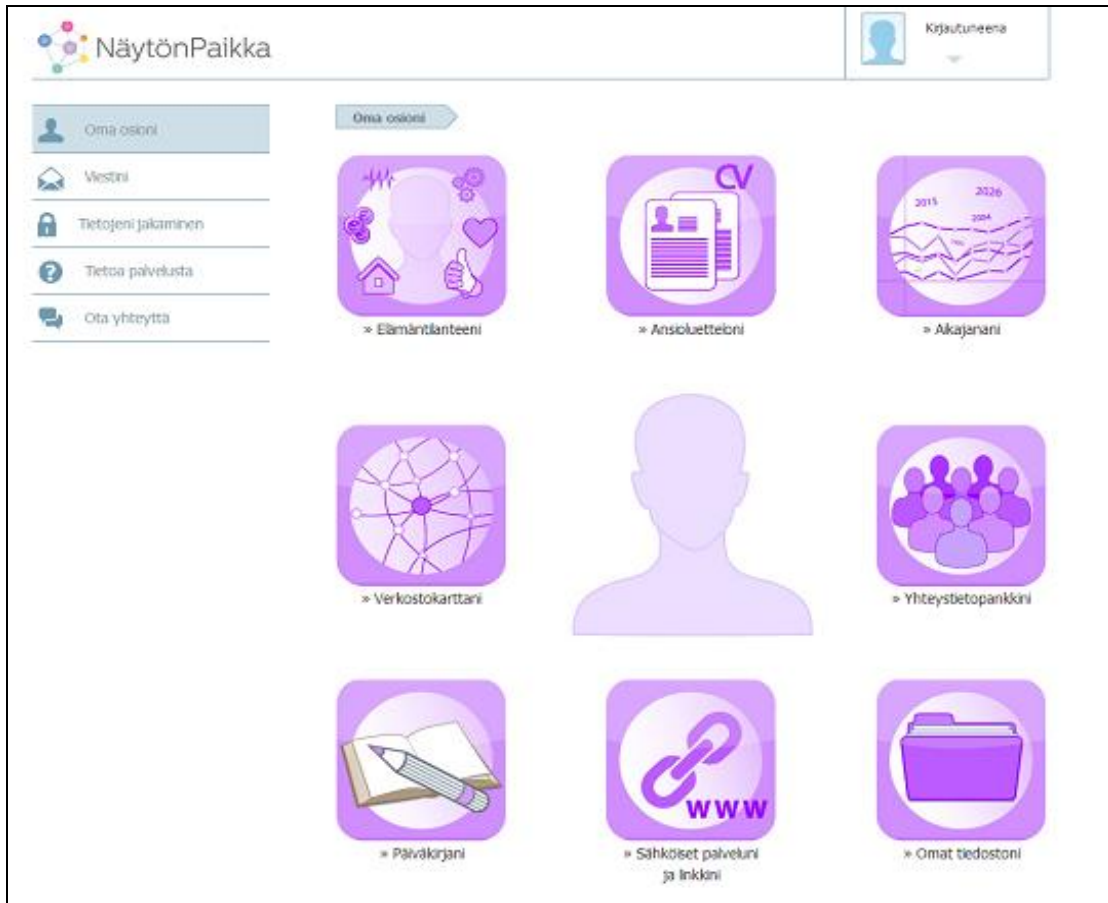 NäytönPaikka
Kirjautuneena
Oma osioni
Viestini
Tietojeni jakaminen
Tietoa palvelusta
Ota yhteyttä
Oma osioni
» Elämäntilanteeni
CV
» Ansioluetteloni
2015
2026
2004
» Aikajanani
» Verkostokarttani
» Yhteystietopankkini
» Päiväkirjani
www
» Sähköiset palveluni
ja linkkini
» Omat tiedostoni